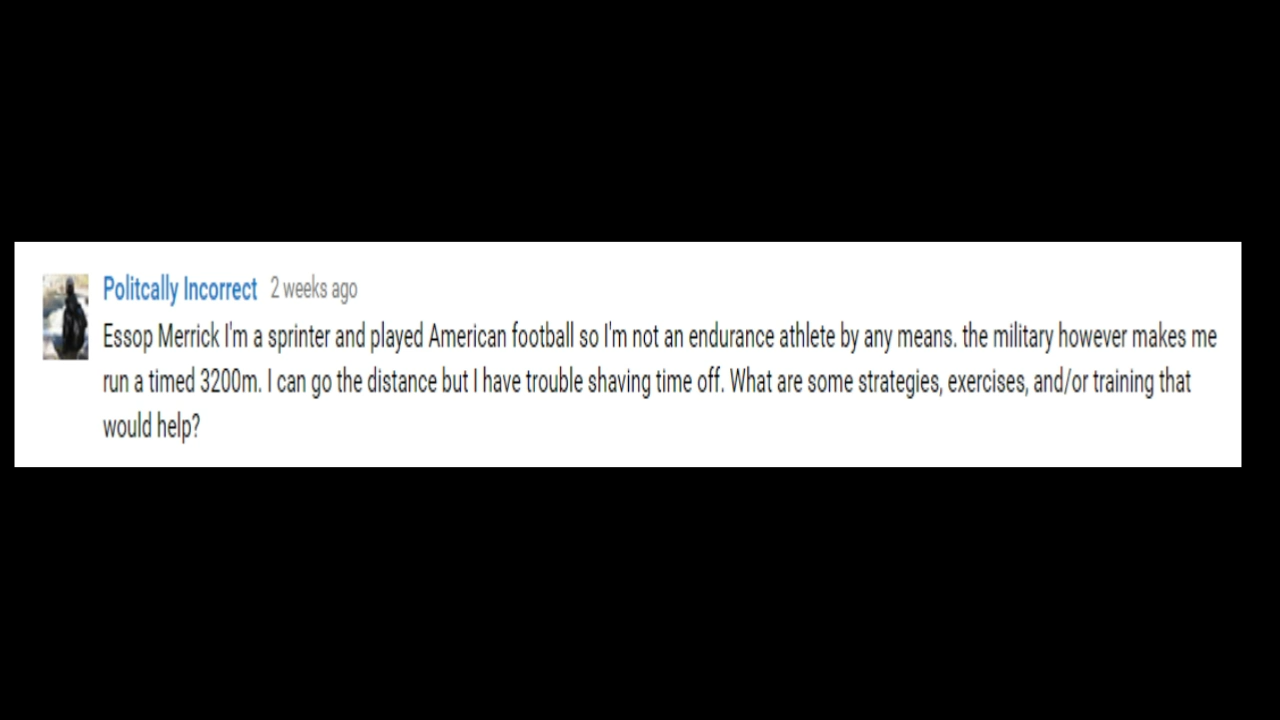 Politcally Incorrect 2 weeks ago
Essop Merrick I'm a sprinter and played American football so I'm not an endurance athlete by any means. the military however makes me
run a timed 3200m. I can go the distance but I have trouble shaving time off. What are some strategies, exercises, and/or training that
would help?